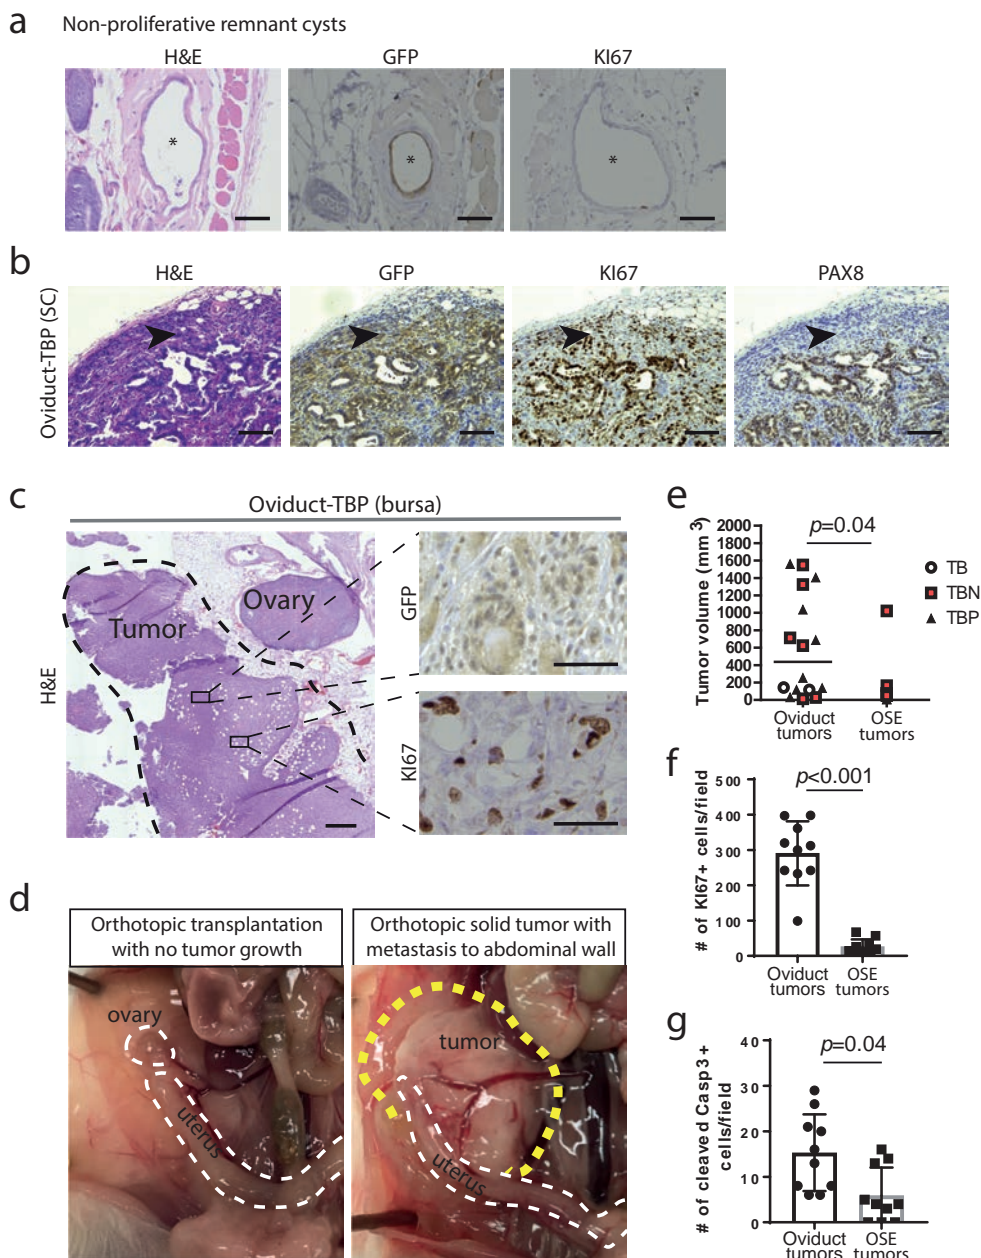 a
Non-proliferative remnant cysts
H&E
GFP
KI67
*
*
*
b
H&E
GFP
KI67
PAX8
Oviduct-TBP (SC)
c
Oviduct-TBP (bursa)
H&E
Tumor
Ovary
GFP
KI67
d
Orthotopic transplantation
with no tumor growth
Orthotopic solid tumor with
metastasis to abdominal wall
ovary
uterus
tumor
uterus
e
Tumor volume (mm³)
2000
1800
1600
1400
1200
1000
800
600
400
200
0
p=0.04
TB
TBN
TBP
Oviduct
tumors
OSE
tumors
f
# of KI67+ cells/field
500
400
300
200
100
0
p<0.001
Oviduct
tumors
OSE
tumors
g
# of cleaved Casp3+
cells/field
40
30
20
10
0
p=0.04
Oviduct
tumors
OSE
tumors